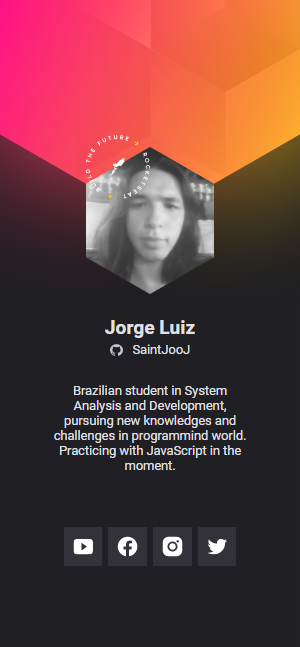 BUILD THE FUTURE
ROCKETSEAT
Jorge Luiz
SaintJooJ
Brazilian student in System
Analysis and Development,
pursuing new knowledges and
challenges in programmind world.
Practicing with JavaScript in the
moment.